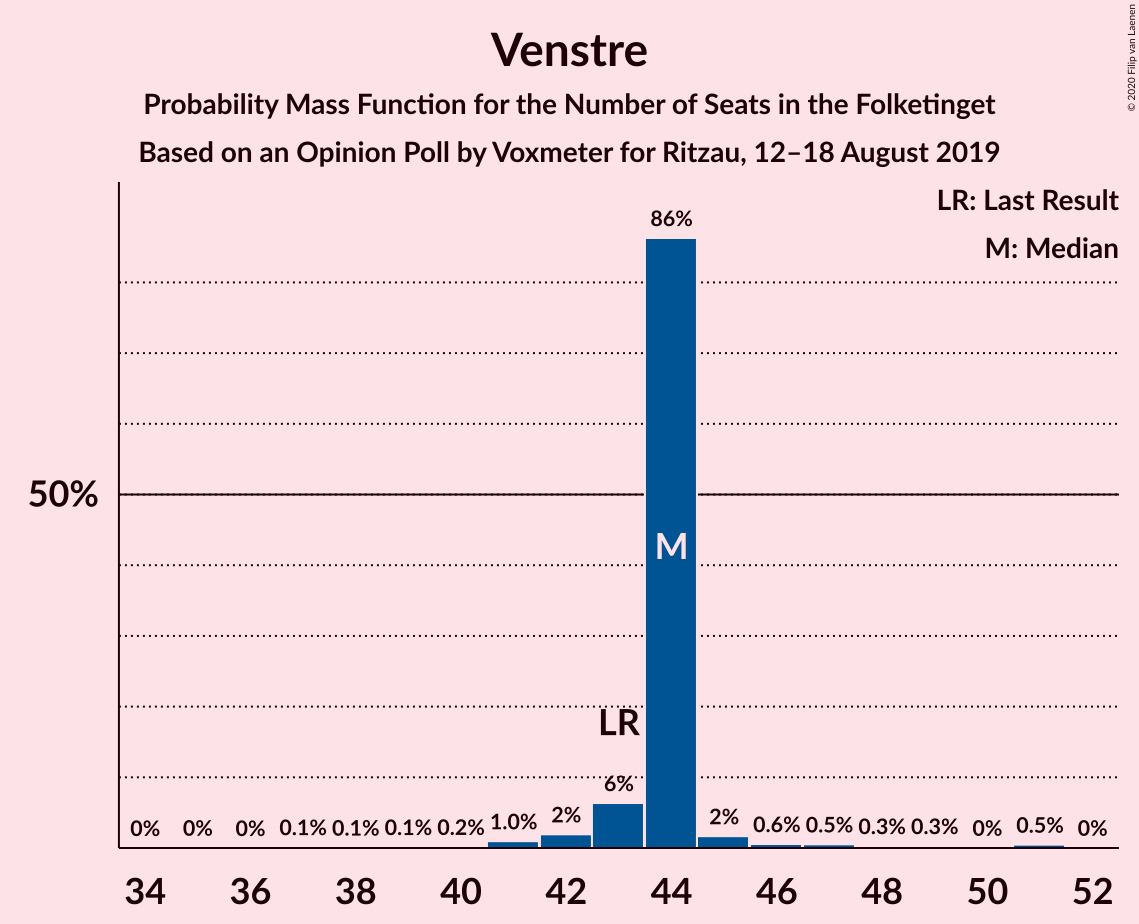 Venstre
Probability Mass Function for the Number of Seats in the Folketinget
Based on an Opinion Poll by Voxmeter for Ritzau, 12–18 August 2019
© 2020 Filip van Laenen
LR: Last Result
M: Median
86%
50%
M
LR
6%
0% 0% 0% 0.1% 0.1% 0.1% 0.2% 1.0% 2% 2% 0.6% 0.5% 0.3% 0.3% 0% 0.5% 0%
34 36 38 40 42 44 46 48 50 52